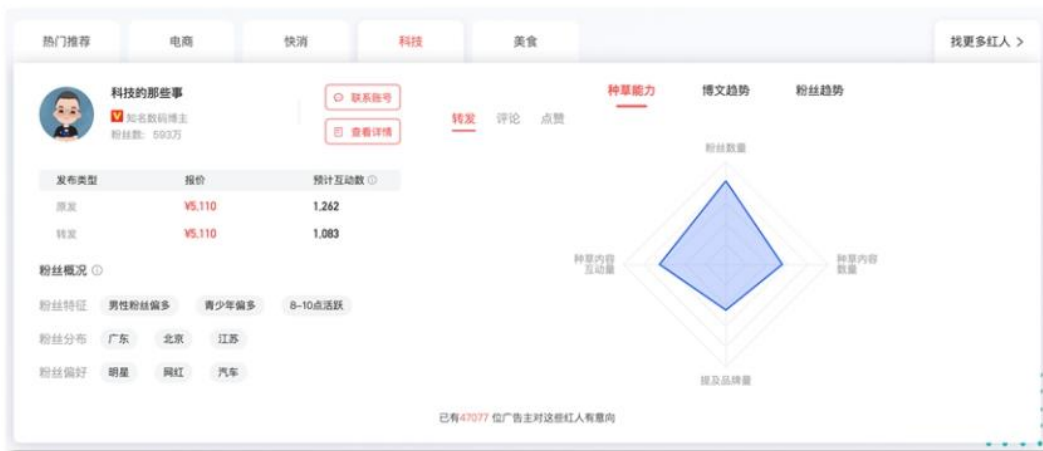 热门推荐 电商 快消 科技 美食 找更多红人 >
科技的那些事
V 知名数码博主
粉丝数: 593万
联系账号
查看详情
发布类型 报价 预计互动数
原发 ¥5,110 1,262
转发 ¥5,110 1,083
粉丝概况
粉丝特征 男性粉丝偏多 青少年偏多 8-10点活跃
粉丝分布 广东 北京 江苏
粉丝偏好 明星 网红 汽车
种草能力 博文趋势 粉丝趋势
转发 评论 点赞
粉丝数量
种草内容
互动量
种草内容
数量
提及品牌量
已有47077 位广告主对这些红人有意向